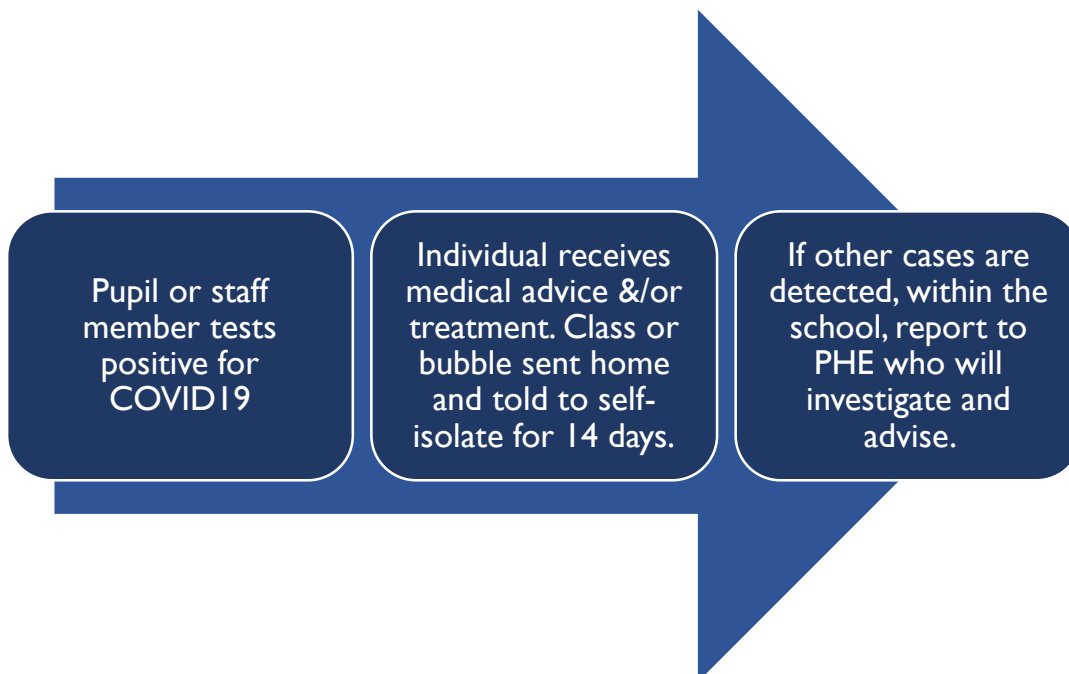 Pupil or staff
member tests
positive for
COVID19
Individual receives
medical advice &/or
treatment. Class or
bubble sent home
and told to self-
isolate for 14 days.
If other cases are
detected, within the
school, report to
PHE who will
investigate and
advise.